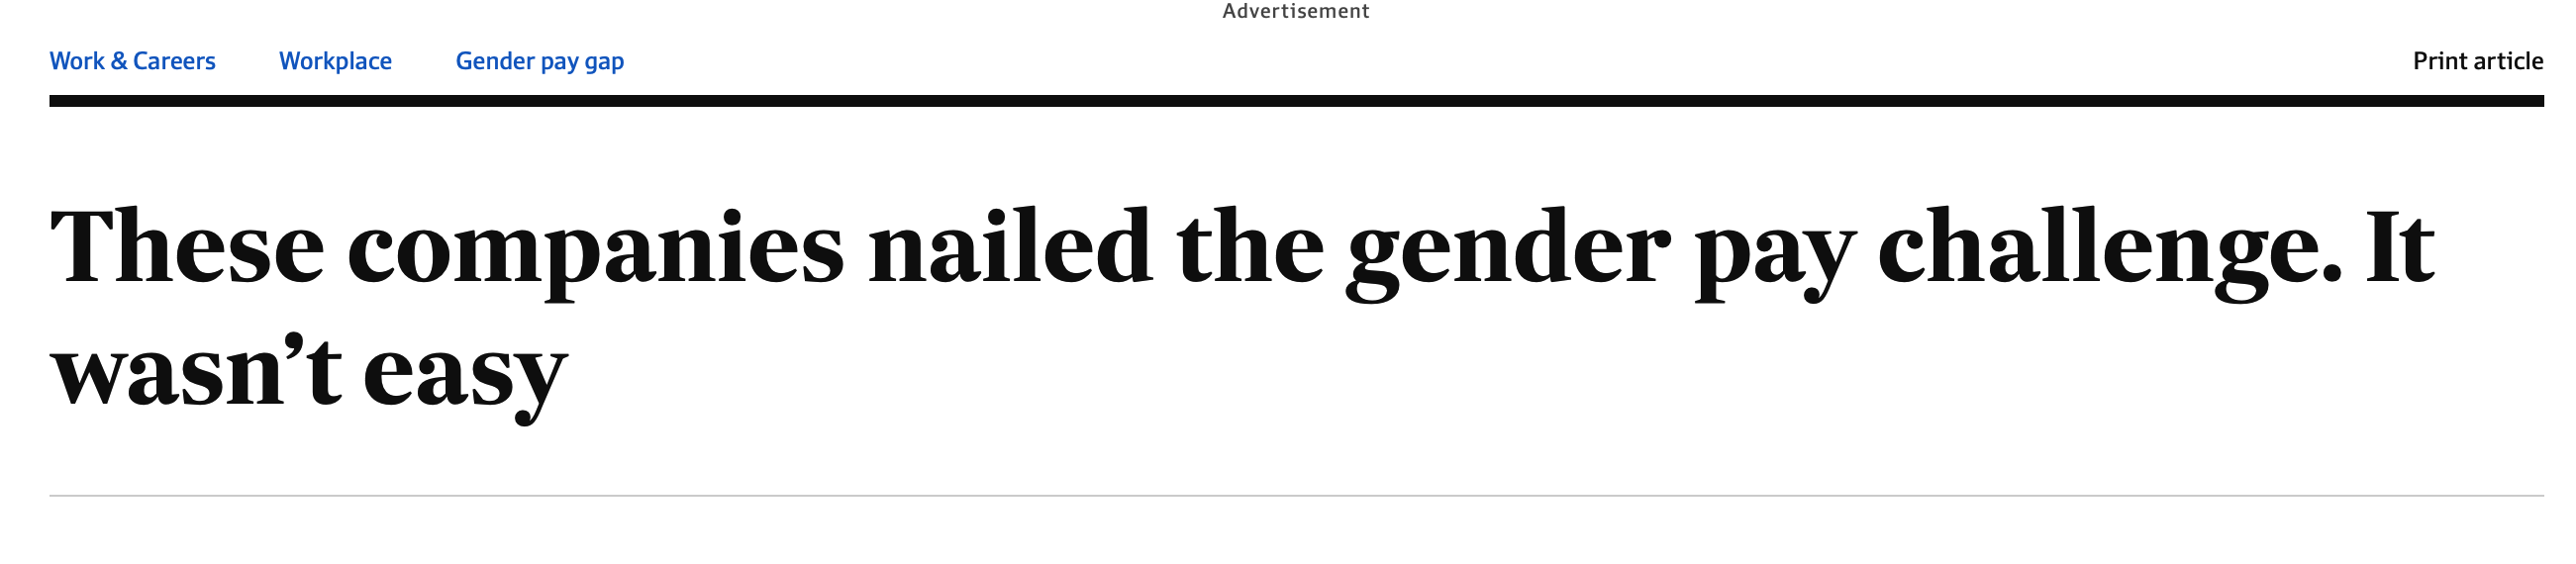 Advertisement
Work & Careers Workplace Gender pay gap Print article
These companies nailed the gender pay challenge. It
wasn’t easy